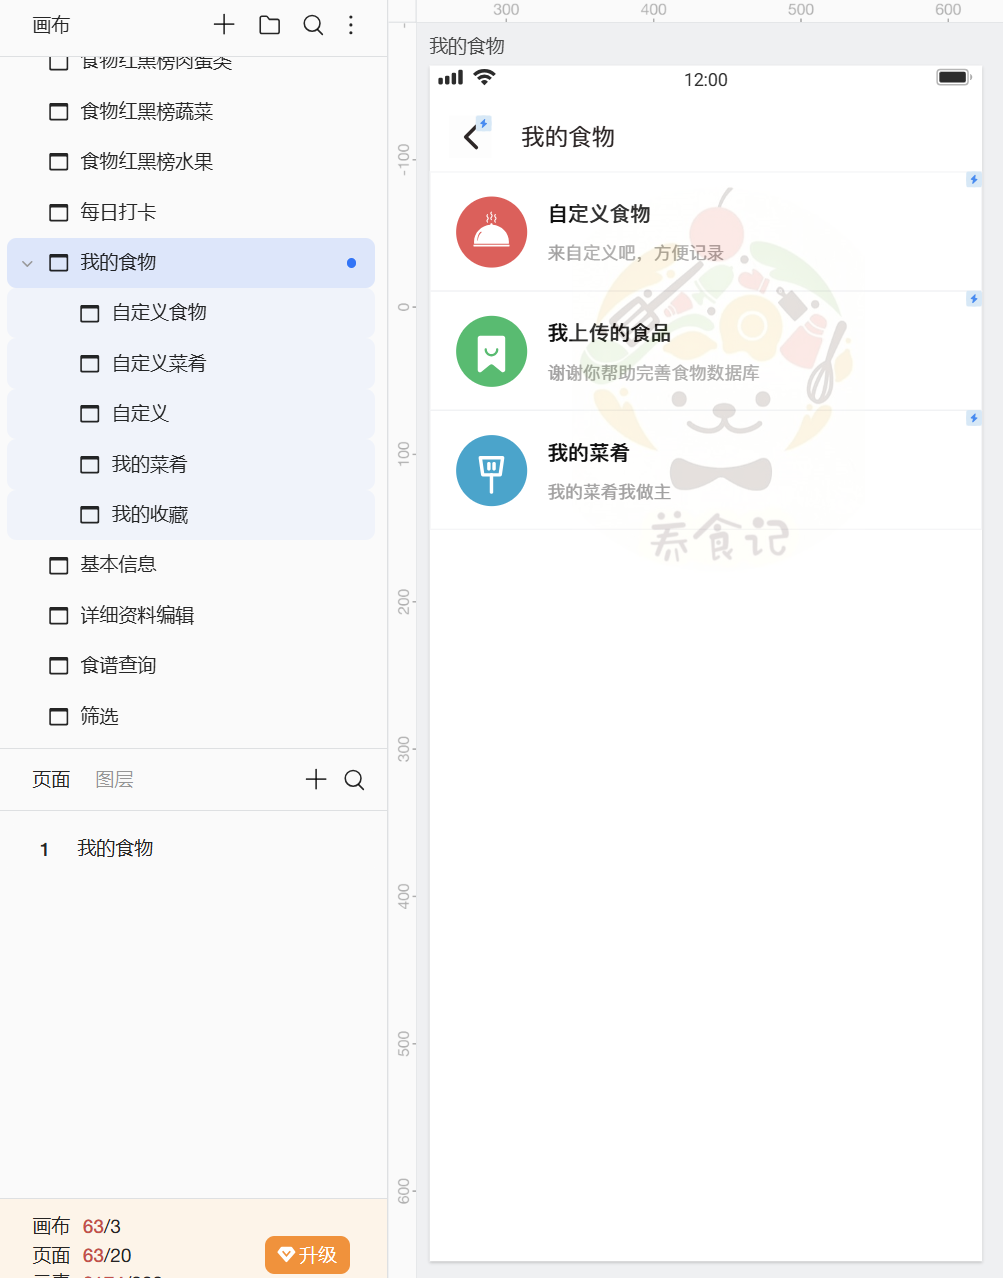 画布
食物红黑榜肉蛋类
食物红黑榜蔬菜
食物红黑榜水果
每日打卡
我的食物
自定义食物
自定义菜肴
自定义
我的菜肴
我的收藏
基本信息
详细资料编辑
食谱查询
筛选
页面 图层
1 我的食物
画布 63/3
页面 63/20
升级
300 400 500 600
-100
0
100
200
300
400
500
600
我的食物
12:00
我的食物
自定义食物
来自定义吧，方便记录
我上传的食品
谢谢你帮助完善食物数据库
我的菜肴
我的菜肴我做主
养食记